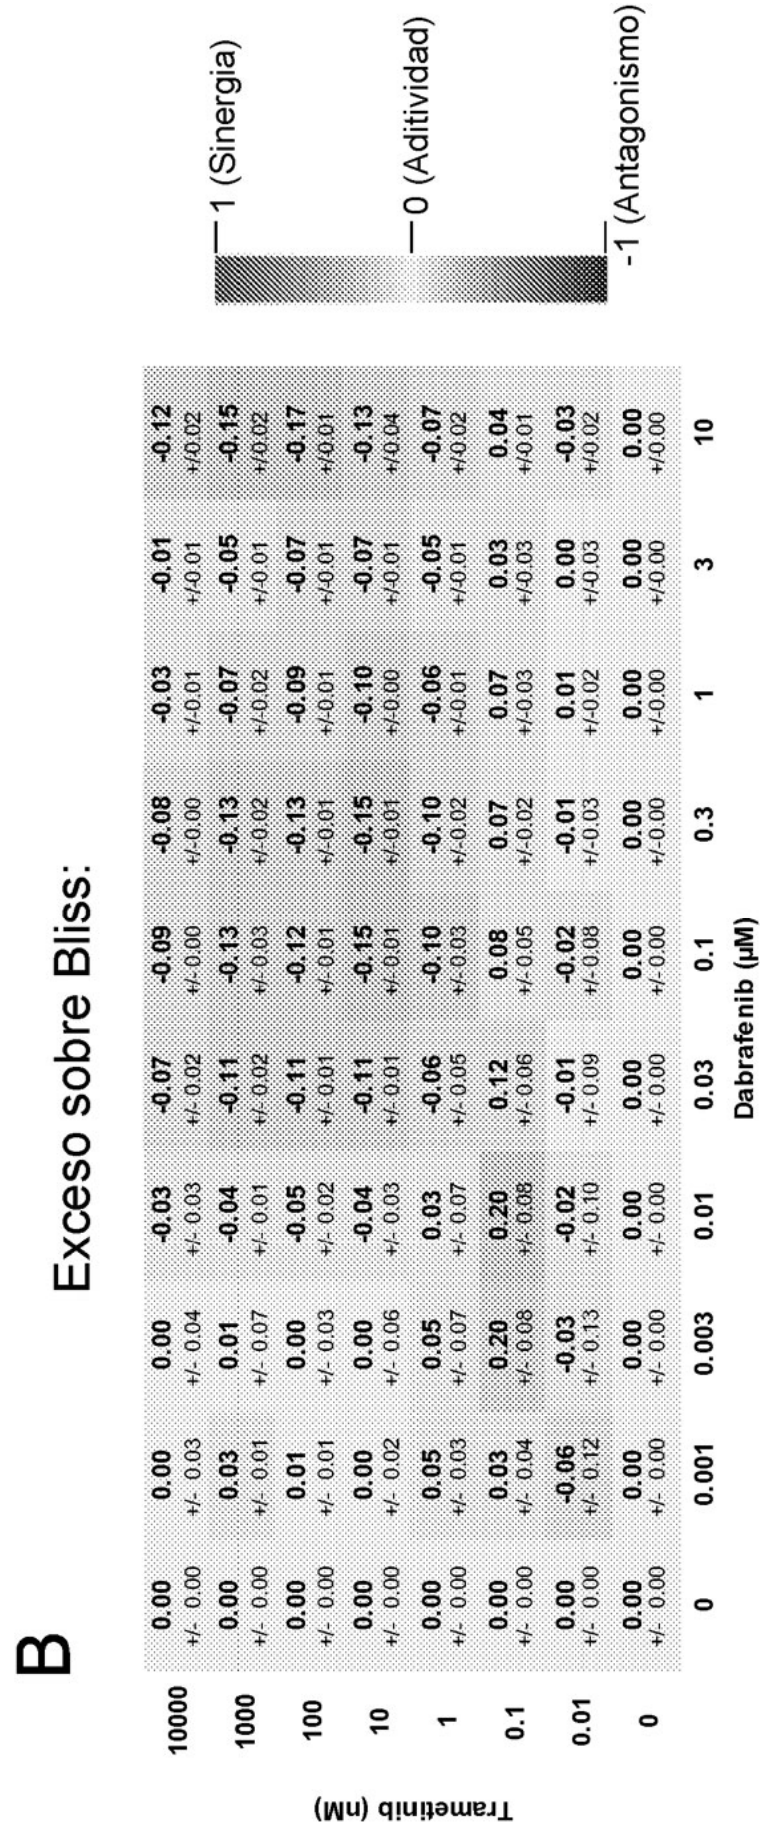 B
Exceso sobre Bliss:
Trametinib (nM)
10000 0.00 0.00 0.00 -0.03 -0.07 -0.09 -0.08 -0.03 -0.01 -0.12
+/- 0.00 +/- 0.03 +/- 0.04 +/- 0.03 +/- 0.02 +/- 0.00 +/-0.00 +/-0.01 +/-0.01 +/-0.02
1000 0.00 0.03 0.01 -0.04 -0.11 -0.13 -0.13 -0.07 -0.05 -0.15
+/- 0.00 +/- 0.01 +/- 0.07 +/- 0.01 +/- 0.02 +/- 0.03 +/-0.02 +/-0.02 +/-0.01 +/-0.02
100 0.00 0.01 0.00 -0.05 -0.11 -0.12 -0.13 -0.09 -0.07 -0.17
+/- 0.00 +/- 0.01 +/- 0.03 +/- 0.02 +/- 0.01 +/- 0.01 +/-0.01 +/-0.01 +/-0.01 +/-0.01
10 0.00 0.00 0.00 -0.04 -0.11 -0.15 -0.15 -0.10 -0.07 -0.13
+/- 0.00 +/- 0.02 +/- 0.06 +/- 0.03 +/- 0.01 +/- 0.01 +/-0.01 +/-0.00 +/-0.01 +/-0.04
1 0.00 0.05 0.05 0.03 -0.06 -0.10 -0.10 -0.06 -0.05 -0.07
+/- 0.00 +/- 0.03 +/- 0.07 +/- 0.07 +/- 0.05 +/- 0.03 +/-0.02 +/-0.01 +/-0.01 +/-0.02
0.1 0.00 0.03 0.20 0.20 0.12 0.08 0.07 0.07 0.03 0.04
+/- 0.00 +/- 0.04 +/- 0.08 +/- 0.08 +/- 0.06 +/- 0.05 +/-0.02 +/-0.03 +/-0.03 +/-0.01
0.01 0.00 -0.06 -0.03 -0.02 -0.01 -0.02 -0.01 0.01 0.00 -0.03
+/- 0.00 +/- 0.12 +/- 0.13 +/- 0.10 +/- 0.09 +/- 0.08 +/-0.03 +/-0.02 +/-0.03 +/-0.02
0 0.00 0.00 0.00 0.00 0.00 0.00 0.00 0.00 0.00 0.00
+/- 0.00 +/- 0.00 +/- 0.00 +/- 0.00 +/- 0.00 +/- 0.00 +/-0.00 +/-0.00 +/-0.00 +/-0.00
0 0.001 0.003 0.01 0.03 0.1 0.3 1 3 10
Dabrafenib (µM)
1 (Sinergia)
0 (Aditividad)
-1 (Antagonismo)